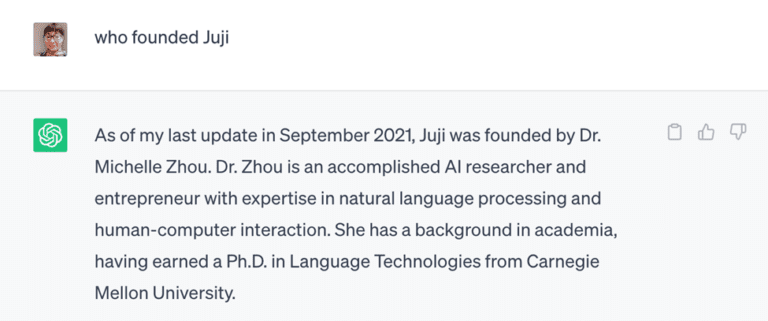 who founded Juji
As of my last update in September 2021, Juji was founded by Dr.
Michelle Zhou. Dr. Zhou is an accomplished AI researcher and
entrepreneur with expertise in natural language processing and
human-computer interaction. She has a background in academia,
having earned a Ph.D. in Language Technologies from Carnegie
Mellon University.